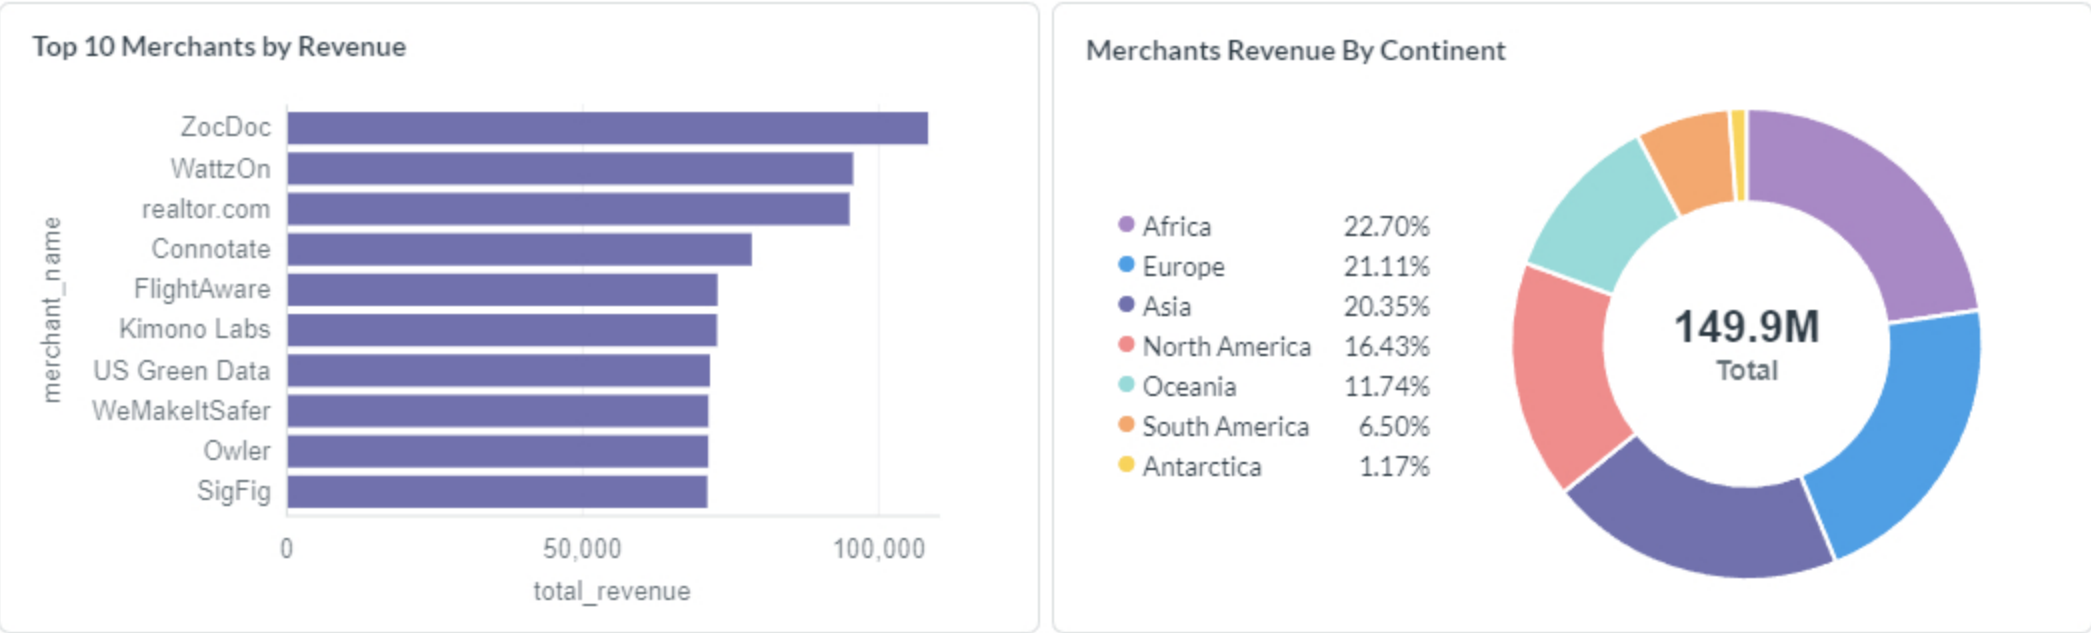 Top 10 Merchants by Revenue
merchant_name
ZocDoc
WattzOn
realtor.com
Connotate
FlightAware
Kimono Labs
US Green Data
WeMakeItSafer
Owler
SigFig
0 50,000 100,000
total_revenue
Merchants Revenue By Continent
Africa 22.70%
Europe 21.11%
Asia 20.35%
North America 16.43%
Oceania 11.74%
South America 6.50%
Antarctica 1.17%
149.9M
Total